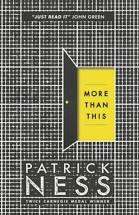 "JUST READ IT" JOHN GREEN
MORE
THAN
THIS
PATRICK
NESS
TWICE CARNEGIE MEDAL WINNER